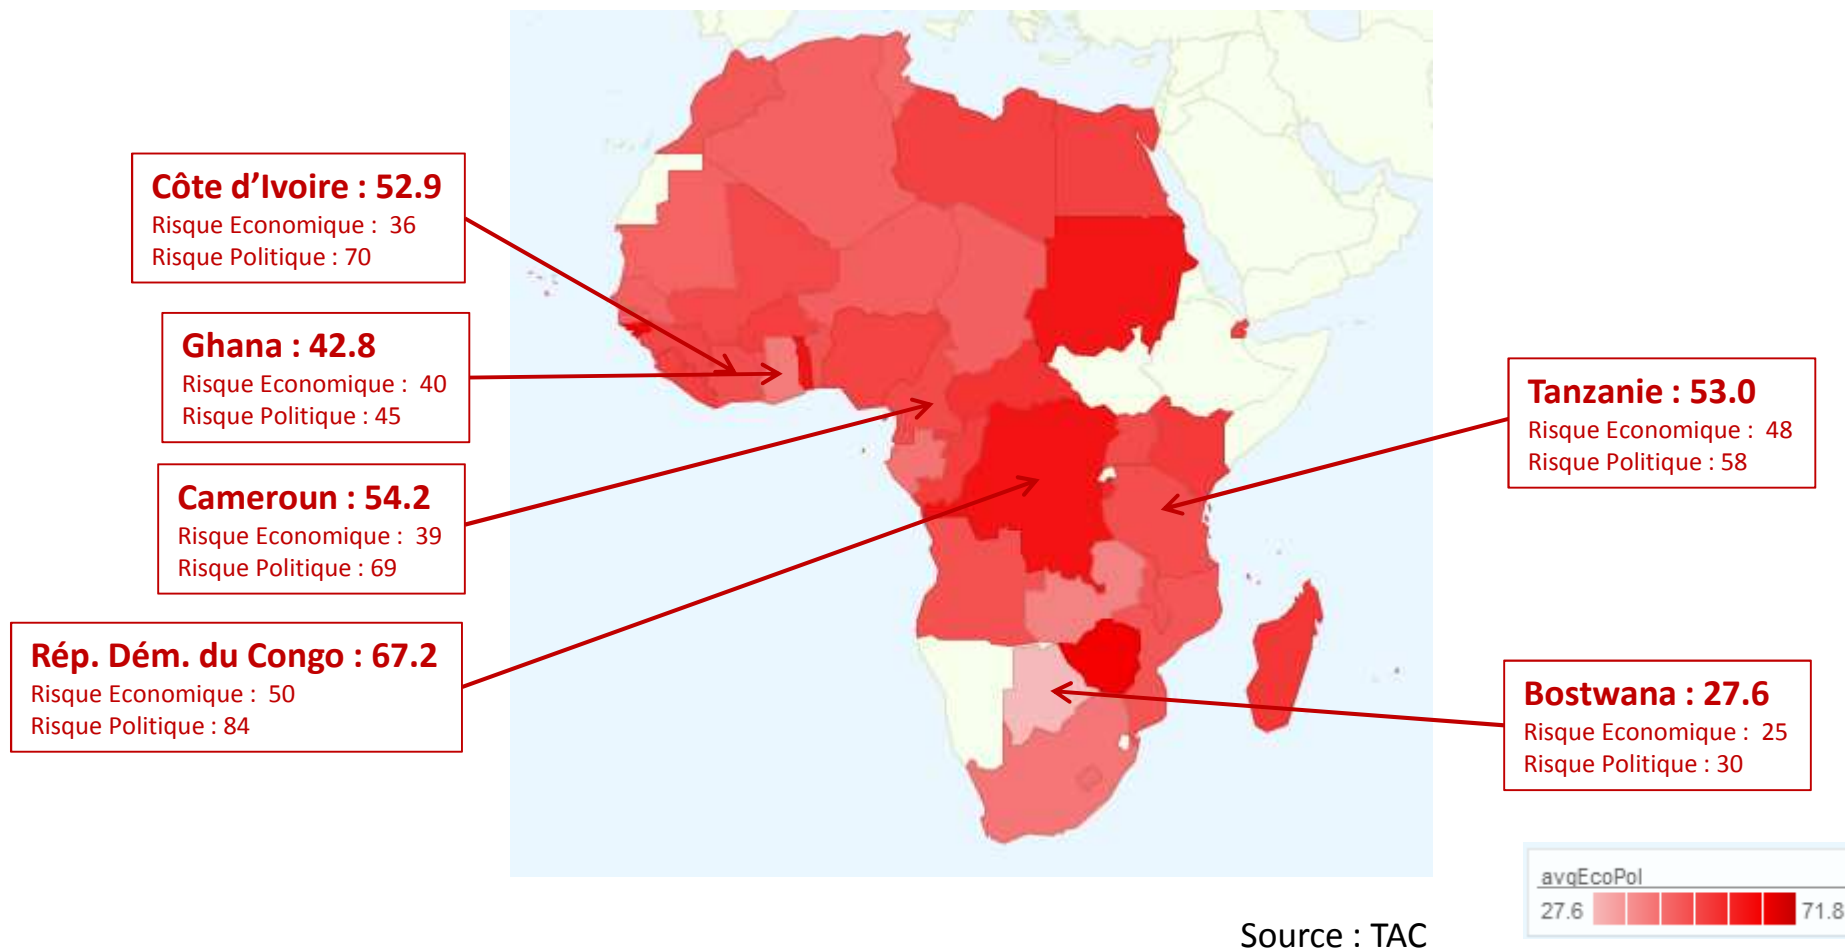 Côte d’Ivoire : 52.9
Risque Economique : 36
Risque Politique : 70
Ghana : 42.8
Risque Economique : 40
Risque Politique : 45
Cameroun : 54.2
Risque Economique : 39
Risque Politique : 69
Rép. Dém. du Congo : 67.2
Risque Economique : 50
Risque Politique : 84
Tanzanie : 53.0
Risque Economique : 48
Risque Politique : 58
Bostwana : 27.6
Risque Economique : 25
Risque Politique : 30
avgEcoPol
27.6 71.8
Source : TAC